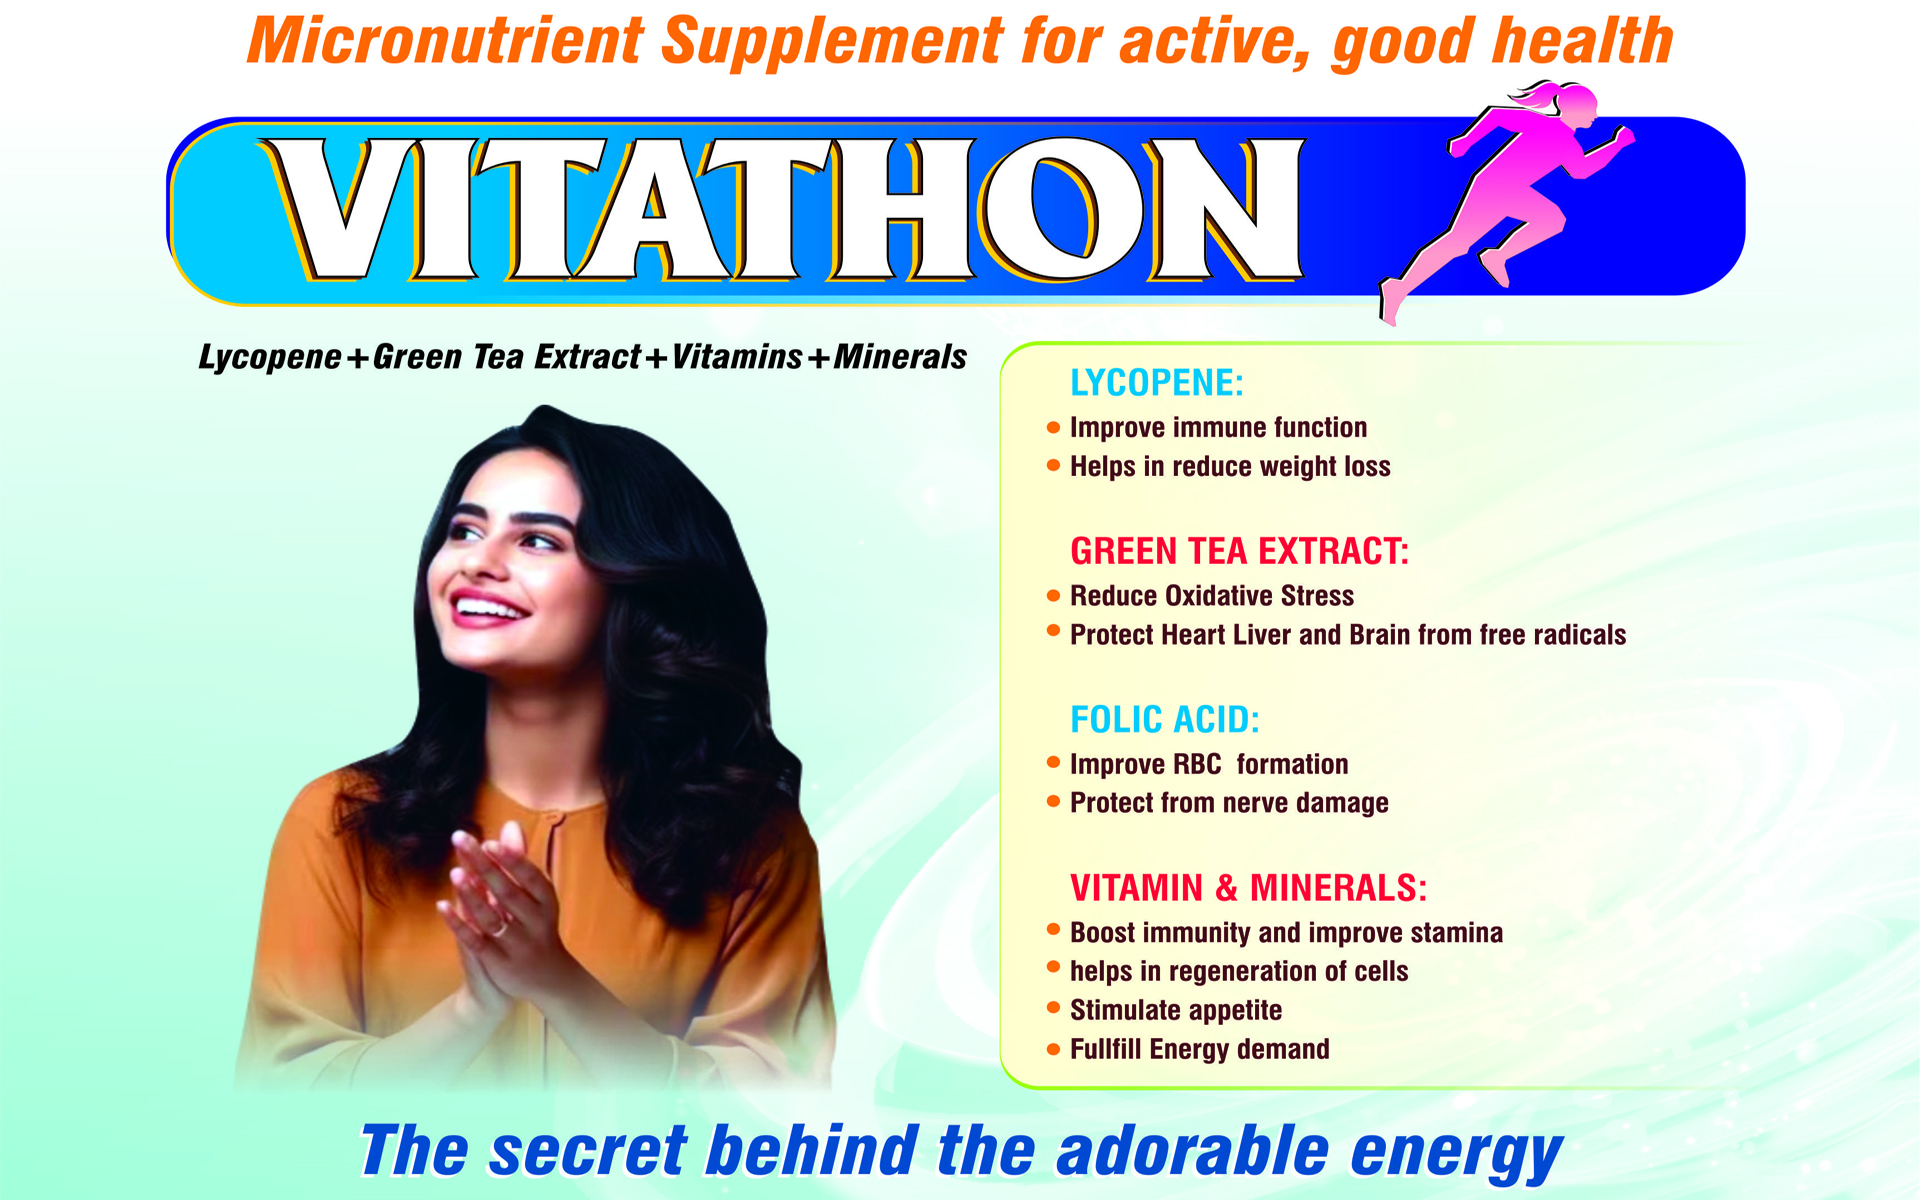 Micronutrient Supplement for active, good health
VITATHON
Lycopene+Green Tea Extract+Vitamins+Minerals
LYCOPENE:
• Improve immune function
• Helps in reduce weight loss
GREEN TEA EXTRACT:
• Reduce Oxidative Stress
• Protect Heart Liver and Brain from free radicals
FOLIC ACID:
• Improve RBC formation
• Protect from nerve damage
VITAMIN & MINERALS:
• Boost immunity and improve stamina
• helps in regeneration of cells
• Stimulate appetite
• Fullfill Energy demand
The secret behind the adorable energy